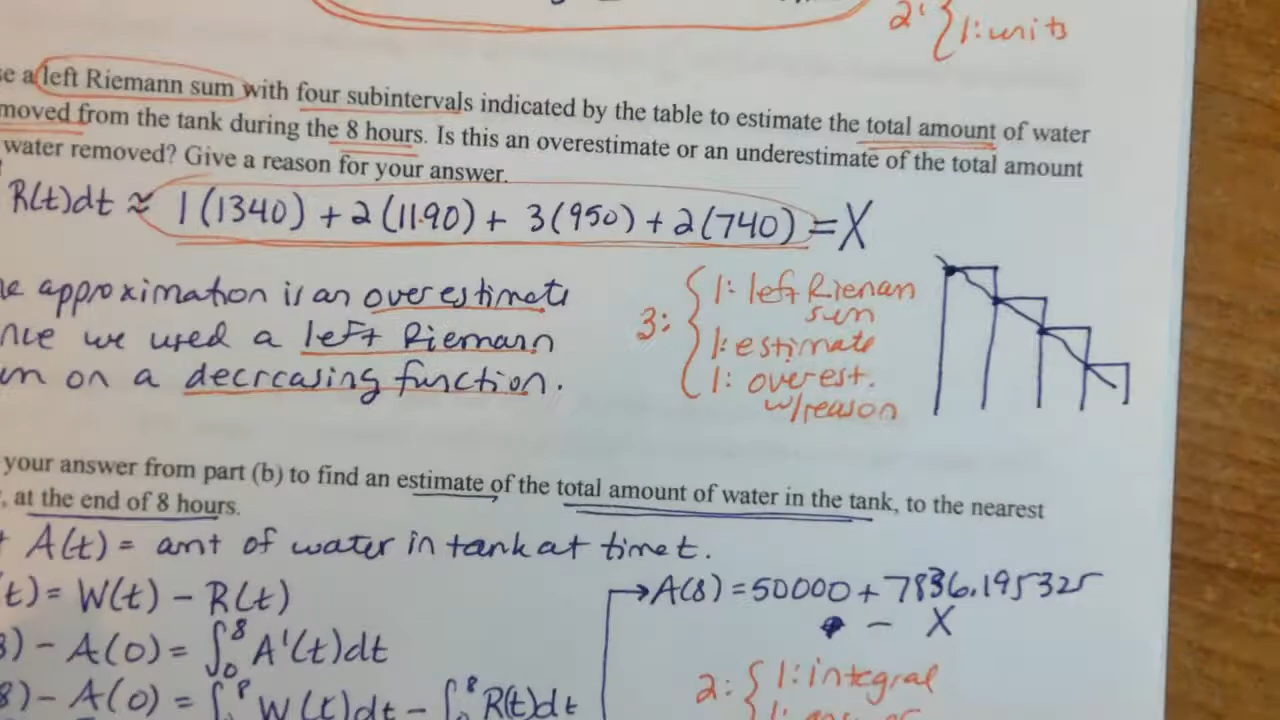 2 { 1: units
e a left Riemann sum with four subintervals indicated by the table to estimate the total amount of water
moved from the tank during the 8 hours. Is this an overestimate or an underestimate of the total amount
water removed? Give a reason for your answer.
R(t)dt ≈ 1(1340) + 2(1190) + 3(950) + 2(740) = X
e approximation is an overestimate
nce we used a left Riemann
m on a decreasing function.
3: { 1: left Rieman
sum
1: estimate
1: overest.
w/reason
your answer from part (b) to find an estimate of the total amount of water in the tank, to the nearest
, at the end of 8 hours.
A(t) = amt of water in tank at time t.
(t) = W(t) − R(t)
8) − A(0) = ∫₀⁸ A'(t)dt
8) − A(0) = ∫₀⁸ W(t)dt − ∫₀⁸ R(t)dt
→ A(8) = 50000 + 7836.195325
− X
2: { 1: integral
1: answer